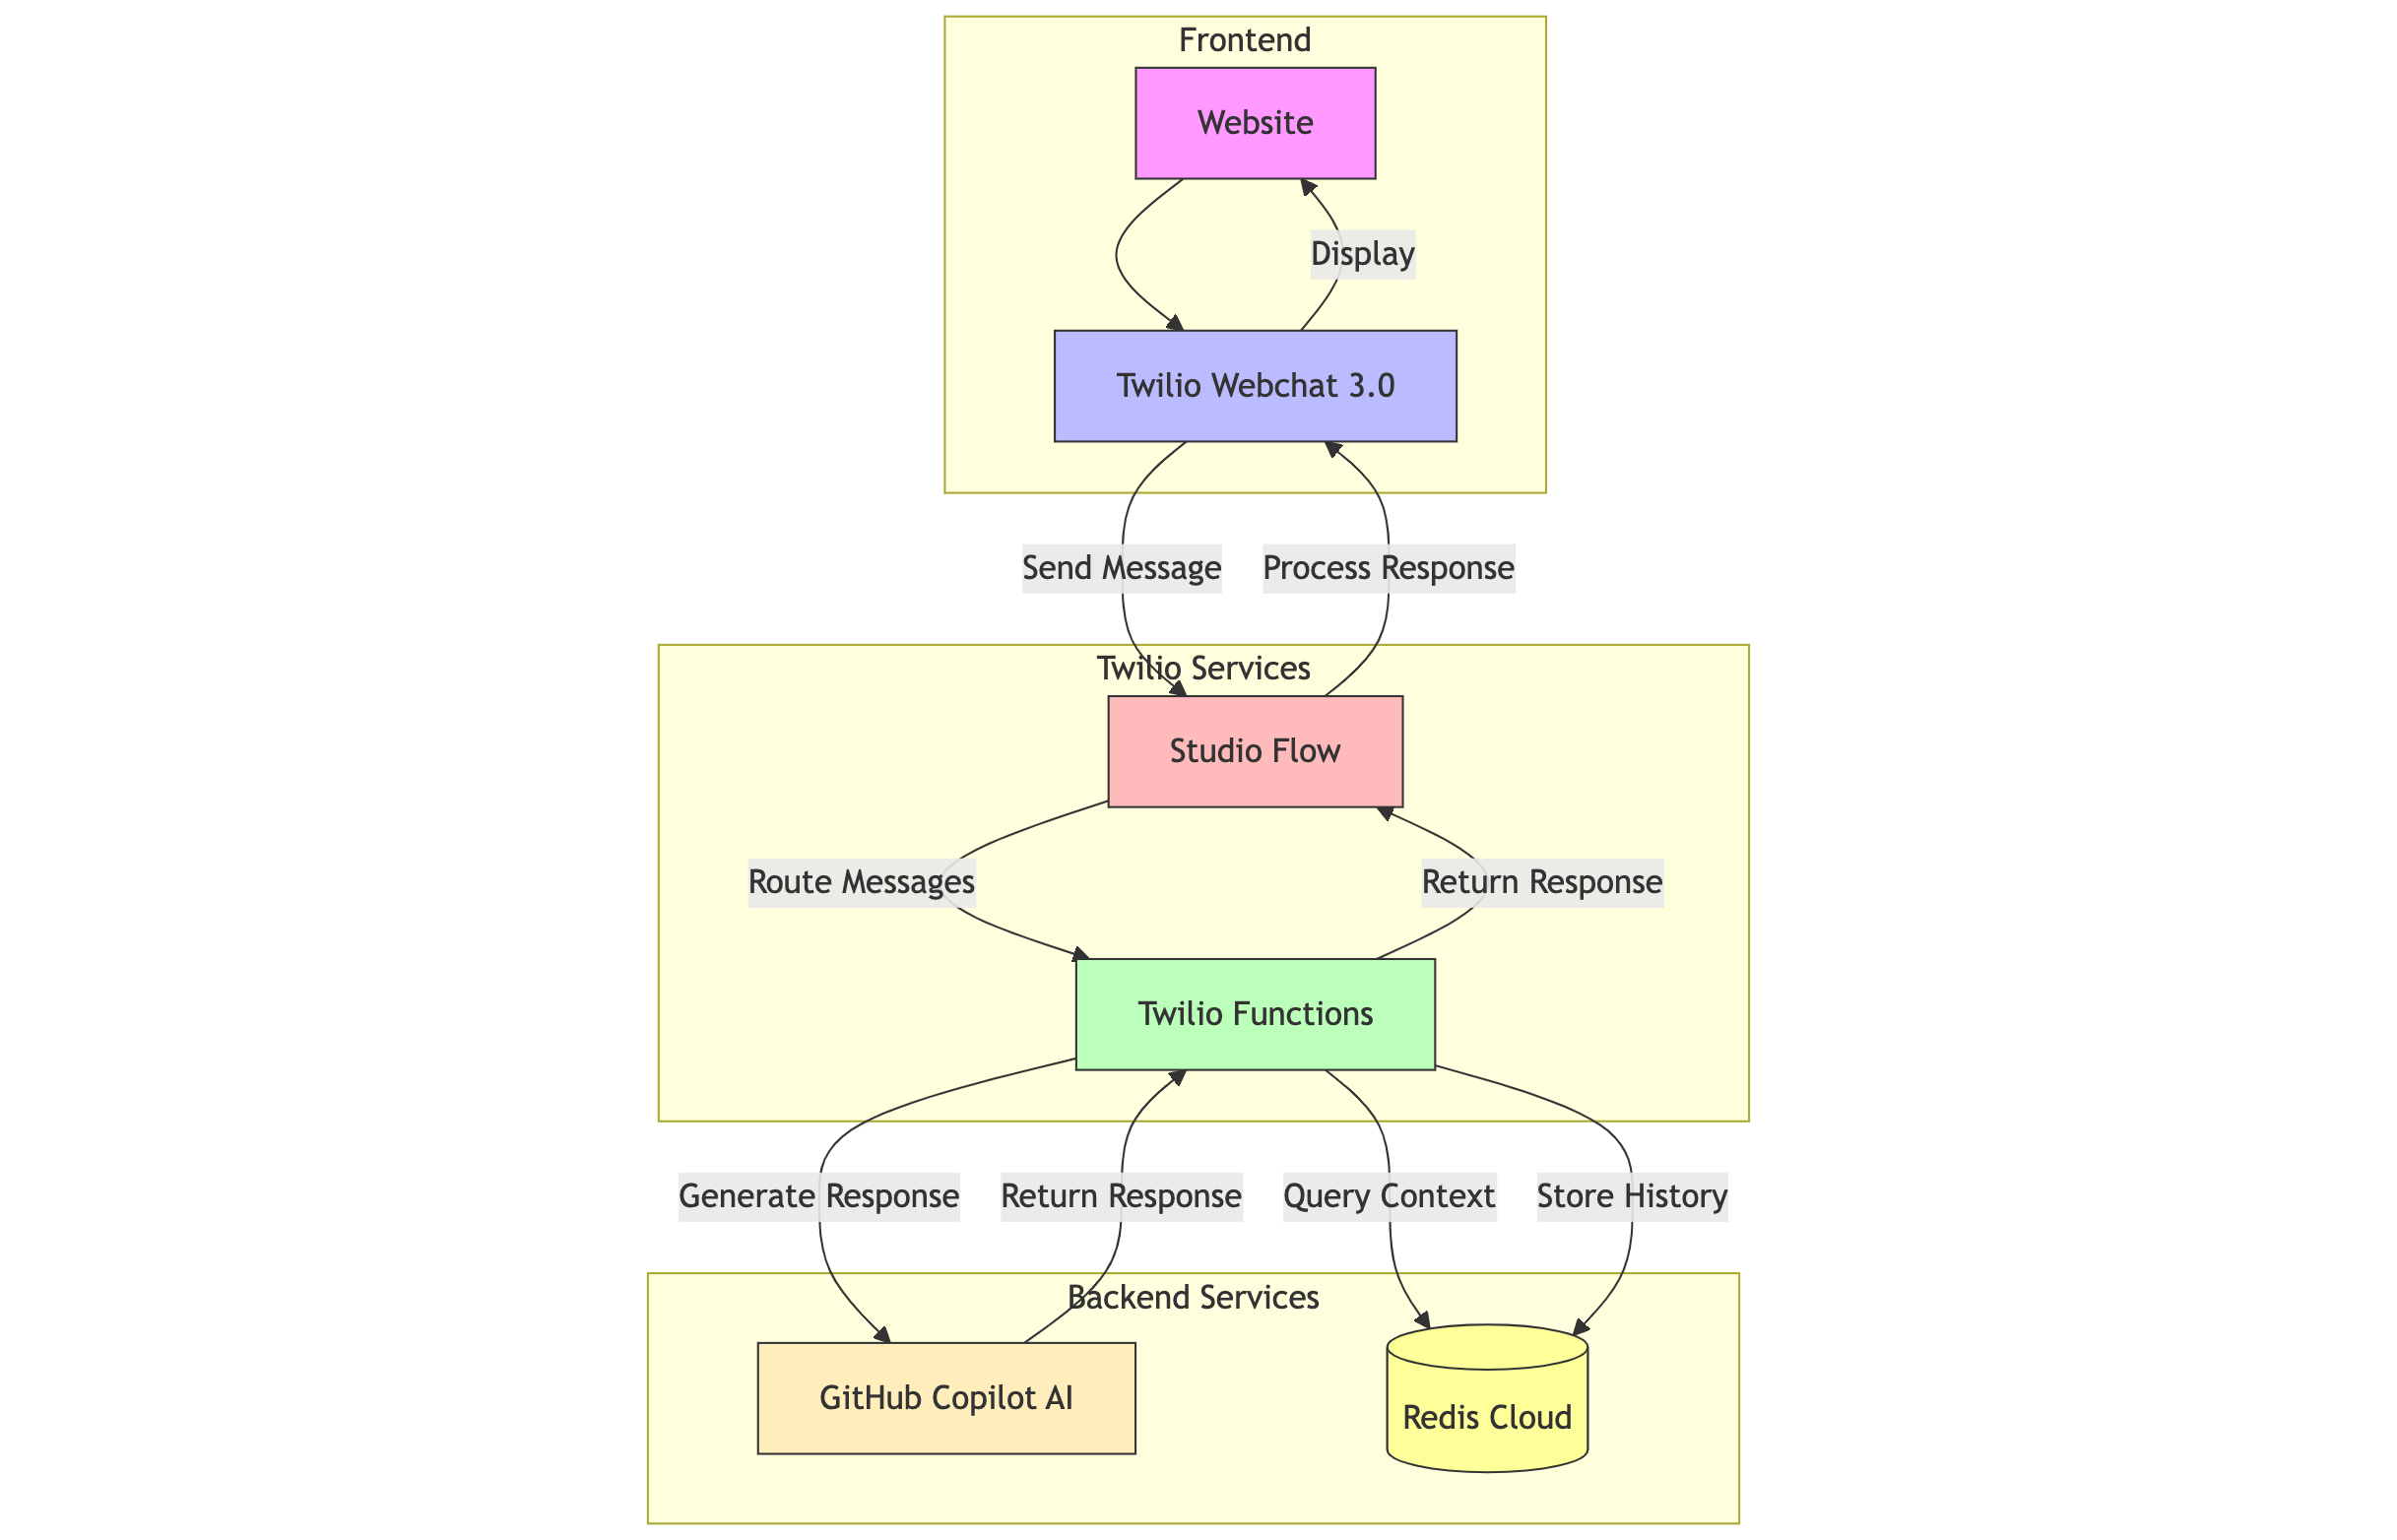 Frontend
Website
Display
Twilio Webchat 3.0
Send Message
Process Response
Twilio Services
Studio Flow
Route Messages
Return Response
Twilio Functions
Generate Response
Return Response
Query Context
Store History
Backend Services
GitHub Copilot AI
Redis Cloud